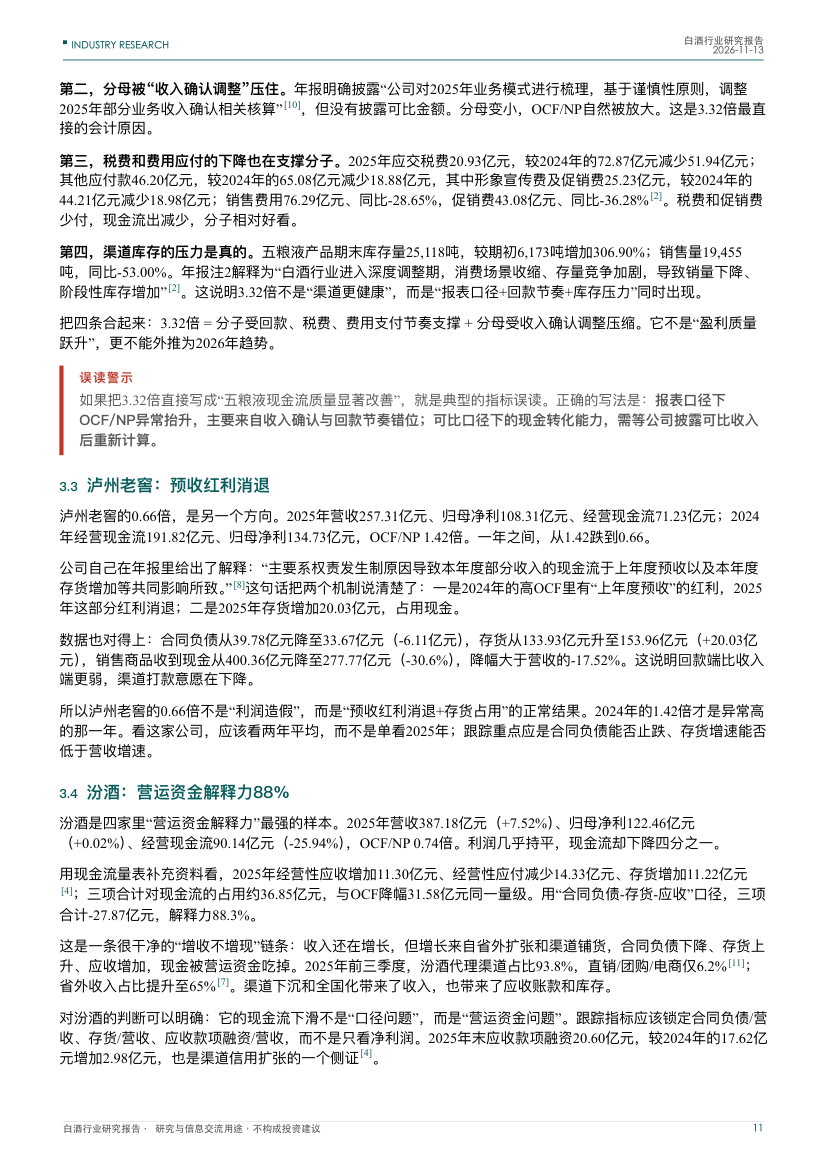 INDUSTRY RESEARCH
白酒行业研究报告
2026-11-13
第二，分母被“收入确认调整”压住。年报明确披露“公司对2025年业务模式进行梳理，基于谨慎性原则，调整
2025年部分业务收入确认相关核算”[10]，但没有披露可比金额。分母变小，OCF/NP自然被放大。这是3.32倍最直
接的会计原因。
第三，税费和费用应付的下降也在支撑分子。2025年应交税费20.93亿元，较2024年的72.87亿元减少51.94亿元；
其他应付款46.20亿元，较2024年的65.08亿元减少18.88亿元，其中形象宣传费及促销费25.23亿元，较2024年的
44.21亿元减少18.98亿元；销售费用76.29亿元、同比-28.65%，促销费43.08亿元、同比-36.28%[2]。税费和促销费
少付，现金流出减少，分子相对好看。
第四，渠道库存的压力是真的。五粮液产品期末库存量25,118吨，较期初6,173吨增加306.90%；销售量19,455
吨，同比-53.00%。年报注2解释为“白酒行业进入深度调整期，消费场景收缩、存量竞争加剧，导致销量下降、
阶段性库存增加”[2]。这说明3.32倍不是“渠道更健康”，而是“报表口径+回款节奏+库存压力”同时出现。
把四条合起来：3.32倍 = 分子受回款、税费、费用支付节奏支撑 + 分母受收入确认调整压缩。它不是“盈利质量
跃升”，更不能外推为2026年趋势。
误读警示
如果把3.32倍直接写成“五粮液现金流质量显著改善”，就是典型的指标误读。正确的写法是：报表口径下
OCF/NP异常抬升，主要来自收入确认与回款节奏错位；可比口径下的现金转化能力，需等公司披露可比收入
后重新计算。
3.3 泸州老窖：预收红利消退
泸州老窖的0.66倍，是另一个方向。2025年营收257.31亿元、归母净利108.31亿元、经营现金流71.23亿元；2024
年经营现金流191.82亿元、归母净利134.73亿元，OCF/NP 1.42倍。一年之间，从1.42跌到0.66。
公司自己在年报里给出了解释：“主要系权责发生制原因导致本年度部分收入的现金流于上年度预收以及本年度
存货增加等共同影响所致。”[8]这句话把两个机制说清楚了：一是2024年的高OCF里有“上年度预收”的红利，2025
年这部分红利消退；二是2025年存货增加20.03亿元，占用现金。
数据也对得上：合同负债从39.78亿元降至33.67亿元（-6.11亿元），存货从133.93亿元升至153.96亿元（+20.03亿
元），销售商品收到现金从400.36亿元降至277.77亿元（-30.6%），降幅大于营收的-17.52%。这说明回款端比收入
端更弱，渠道打款意愿在下降。
所以泸州老窖的0.66倍不是“利润造假”，而是“预收红利消退+存货占用”的正常结果。2024年的1.42倍才是异常高
的那一年。看这家公司，应该看两年平均，而不是单看2025年；跟踪重点应是合同负债能否止跌、存货增速能否
低于营收增速。
3.4 汾酒：营运资金解释力88%
汾酒是四家里“营运资金解释力”最强的样本。2025年营收387.18亿元（+7.52%）、归母净利122.46亿元
（+0.02%）、经营现金流90.14亿元（-25.94%），OCF/NP 0.74倍。利润几乎持平，现金流却下降四分之一。
用现金流量表补充资料看，2025年经营性应收增加11.30亿元、经营性应付减少14.33亿元、存货增加11.22亿元
[4]；三项合计对现金流的占用约36.85亿元，与OCF降幅31.58亿元同一量级。用“合同负债-存货-应收”口径，三项
合计-27.87亿元，解释力88.3%。
这是一条很干净的“增收不增现”链条：收入还在增长，但增长来自省外扩张和渠道铺货，合同负债下降、存货上
升、应收增加，现金被营运资金吃掉。2025年前三季度，汾酒代理渠道占比93.8%，直销/团购/电商仅6.2%[11]；
省外收入占比提升至65%[7]。渠道下沉和全国化带来了收入，也带来了应收账款和库存。
对汾酒的判断可以明确：它的现金流下滑不是“口径问题”，而是“营运资金问题”。跟踪指标应该锁定合同负债/营
收、存货/营收、应收款项融资/营收，而不是只看净利润。2025年末应收款项融资20.60亿元，较2024年的17.62亿
元增加2.98亿元，也是渠道信用扩张的一个侧证[4]。
白酒行业研究报告 · 研究与信息交流用途 · 不构成投资建议
11